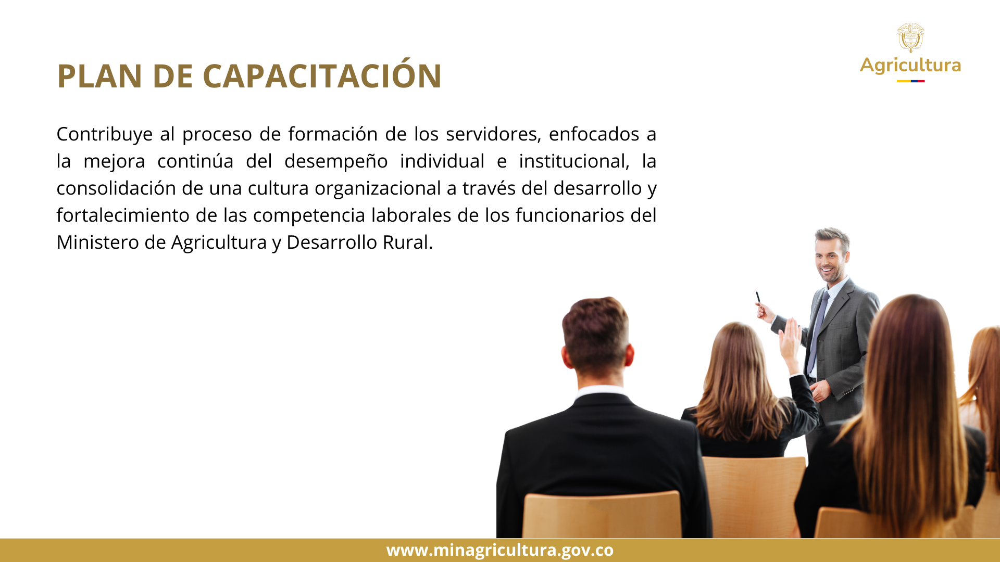 Agricultura
PLAN DE CAPACITACIÓN
Contribuye al proceso de formación de los servidores, enfocados a
la mejora continúa del desempeño individual e institucional, la
consolidación de una cultura organizacional a través del desarrollo y
fortalecimiento de las competencia laborales de los funcionarios del
Ministero de Agricultura y Desarrollo Rural.
www.minagricultura.gov.co